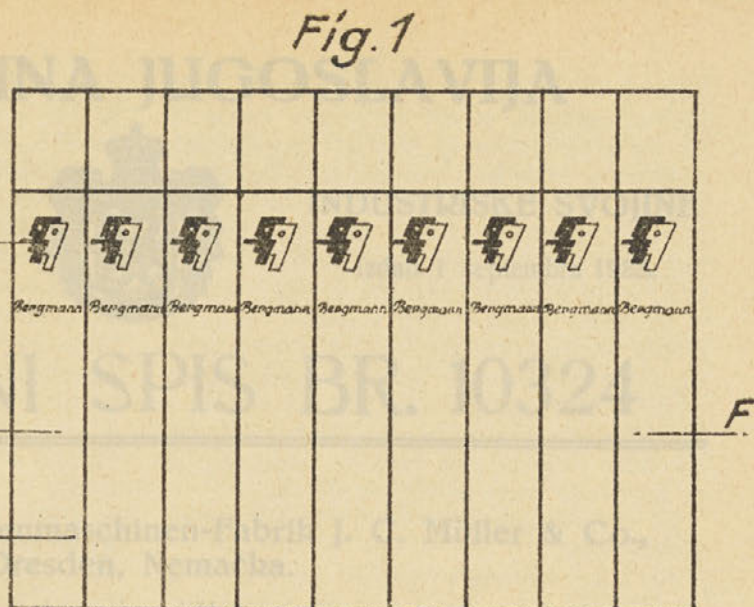 Fig. 1
INA JUGOSLAVIJA
INDUSTRISKE SVOJINE
Bergmann Bergmann Bergmann Bergmann Bergmann Bergmann Bergmann Bergmann Bergmann
I SPIS BR. 10324
F
maschinen-Fabrik J. C. Müller & Co.,
Dresden, Nemačka.